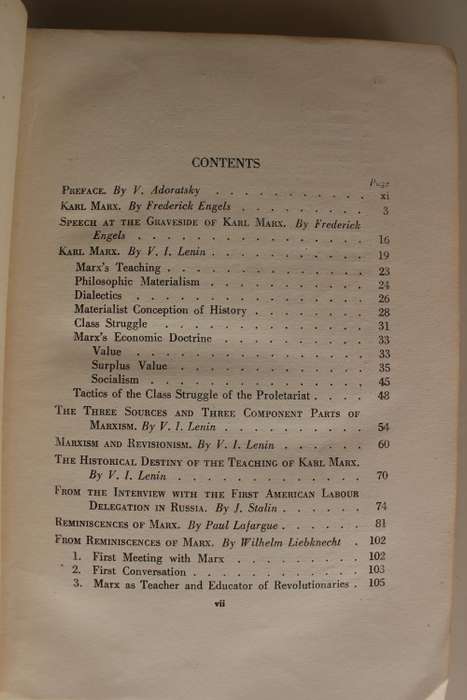 CONTENTS
Page
PREFACE. By V. Adoratsky . . . . . . . . . . xi
KARL MARX. By Frederick Engels . . . . . . . . 3
SPEECH AT THE GRAVESIDE OF KARL MARX. By Frederick
Engels . . . . . . . . . . . . . . . . 16
KARL MARX. By V. I. Lenin . . . . . . . . . . 19
Marx's Teaching . . . . . . . . . . . . . 23
Philosophic Materialism . . . . . . . . . . 24
Dialectics . . . . . . . . . . . . . . . 26
Materialist Conception of History . . . . . . . 28
Class Struggle . . . . . . . . . . . . . 31
Marx's Economic Doctrine . . . . . . . . . 33
Value . . . . . . . . . . . . . . . 33
Surplus Value . . . . . . . . . . . . 35
Socialism . . . . . . . . . . . . . . 45
Tactics of the Class Struggle of the Proletariat . . . . 48
THE THREE SOURCES AND THREE COMPONENT PARTS OF
MARXISM. By V. I. Lenin . . . . . . . . . . 54
MARXISM AND REVISIONISM. By V. I. Lenin . . . . . . 60
THE HISTORICAL DESTINY OF THE TEACHING OF KARL MARX.
By V. I. Lenin . . . . . . . . . . . . . 70
FROM THE INTERVIEW WITH THE FIRST AMERICAN LABOUR
DELEGATION IN RUSSIA. By J. Stalin . . . . . . . 74
REMINISCENCES OF MARX. By Paul Lafargue . . . . . . 81
FROM REMINISCENCES OF MARX. By Wilhelm Liebknecht . 102
1. First Meeting with Marx . . . . . . . . . 102
2. First Conversation . . . . . . . . . . . 103
3. Marx as Teacher and Educator of Revolutionaries . 105
vii